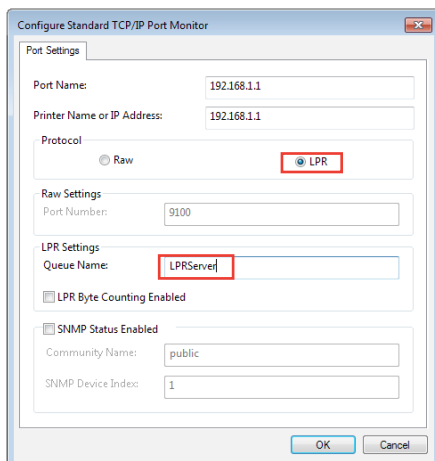 Configure Standard TCP/IP Port Monitor
Port Settings
Port Name: 192.168.1.1
Printer Name or IP Address: 192.168.1.1
Protocol
Raw LPR
Raw Settings
Port Number: 9100
LPR Settings
Queue Name: LPRServer
LPR Byte Counting Enabled
SNMP Status Enabled
Community Name: public
SNMP Device Index: 1
OK Cancel